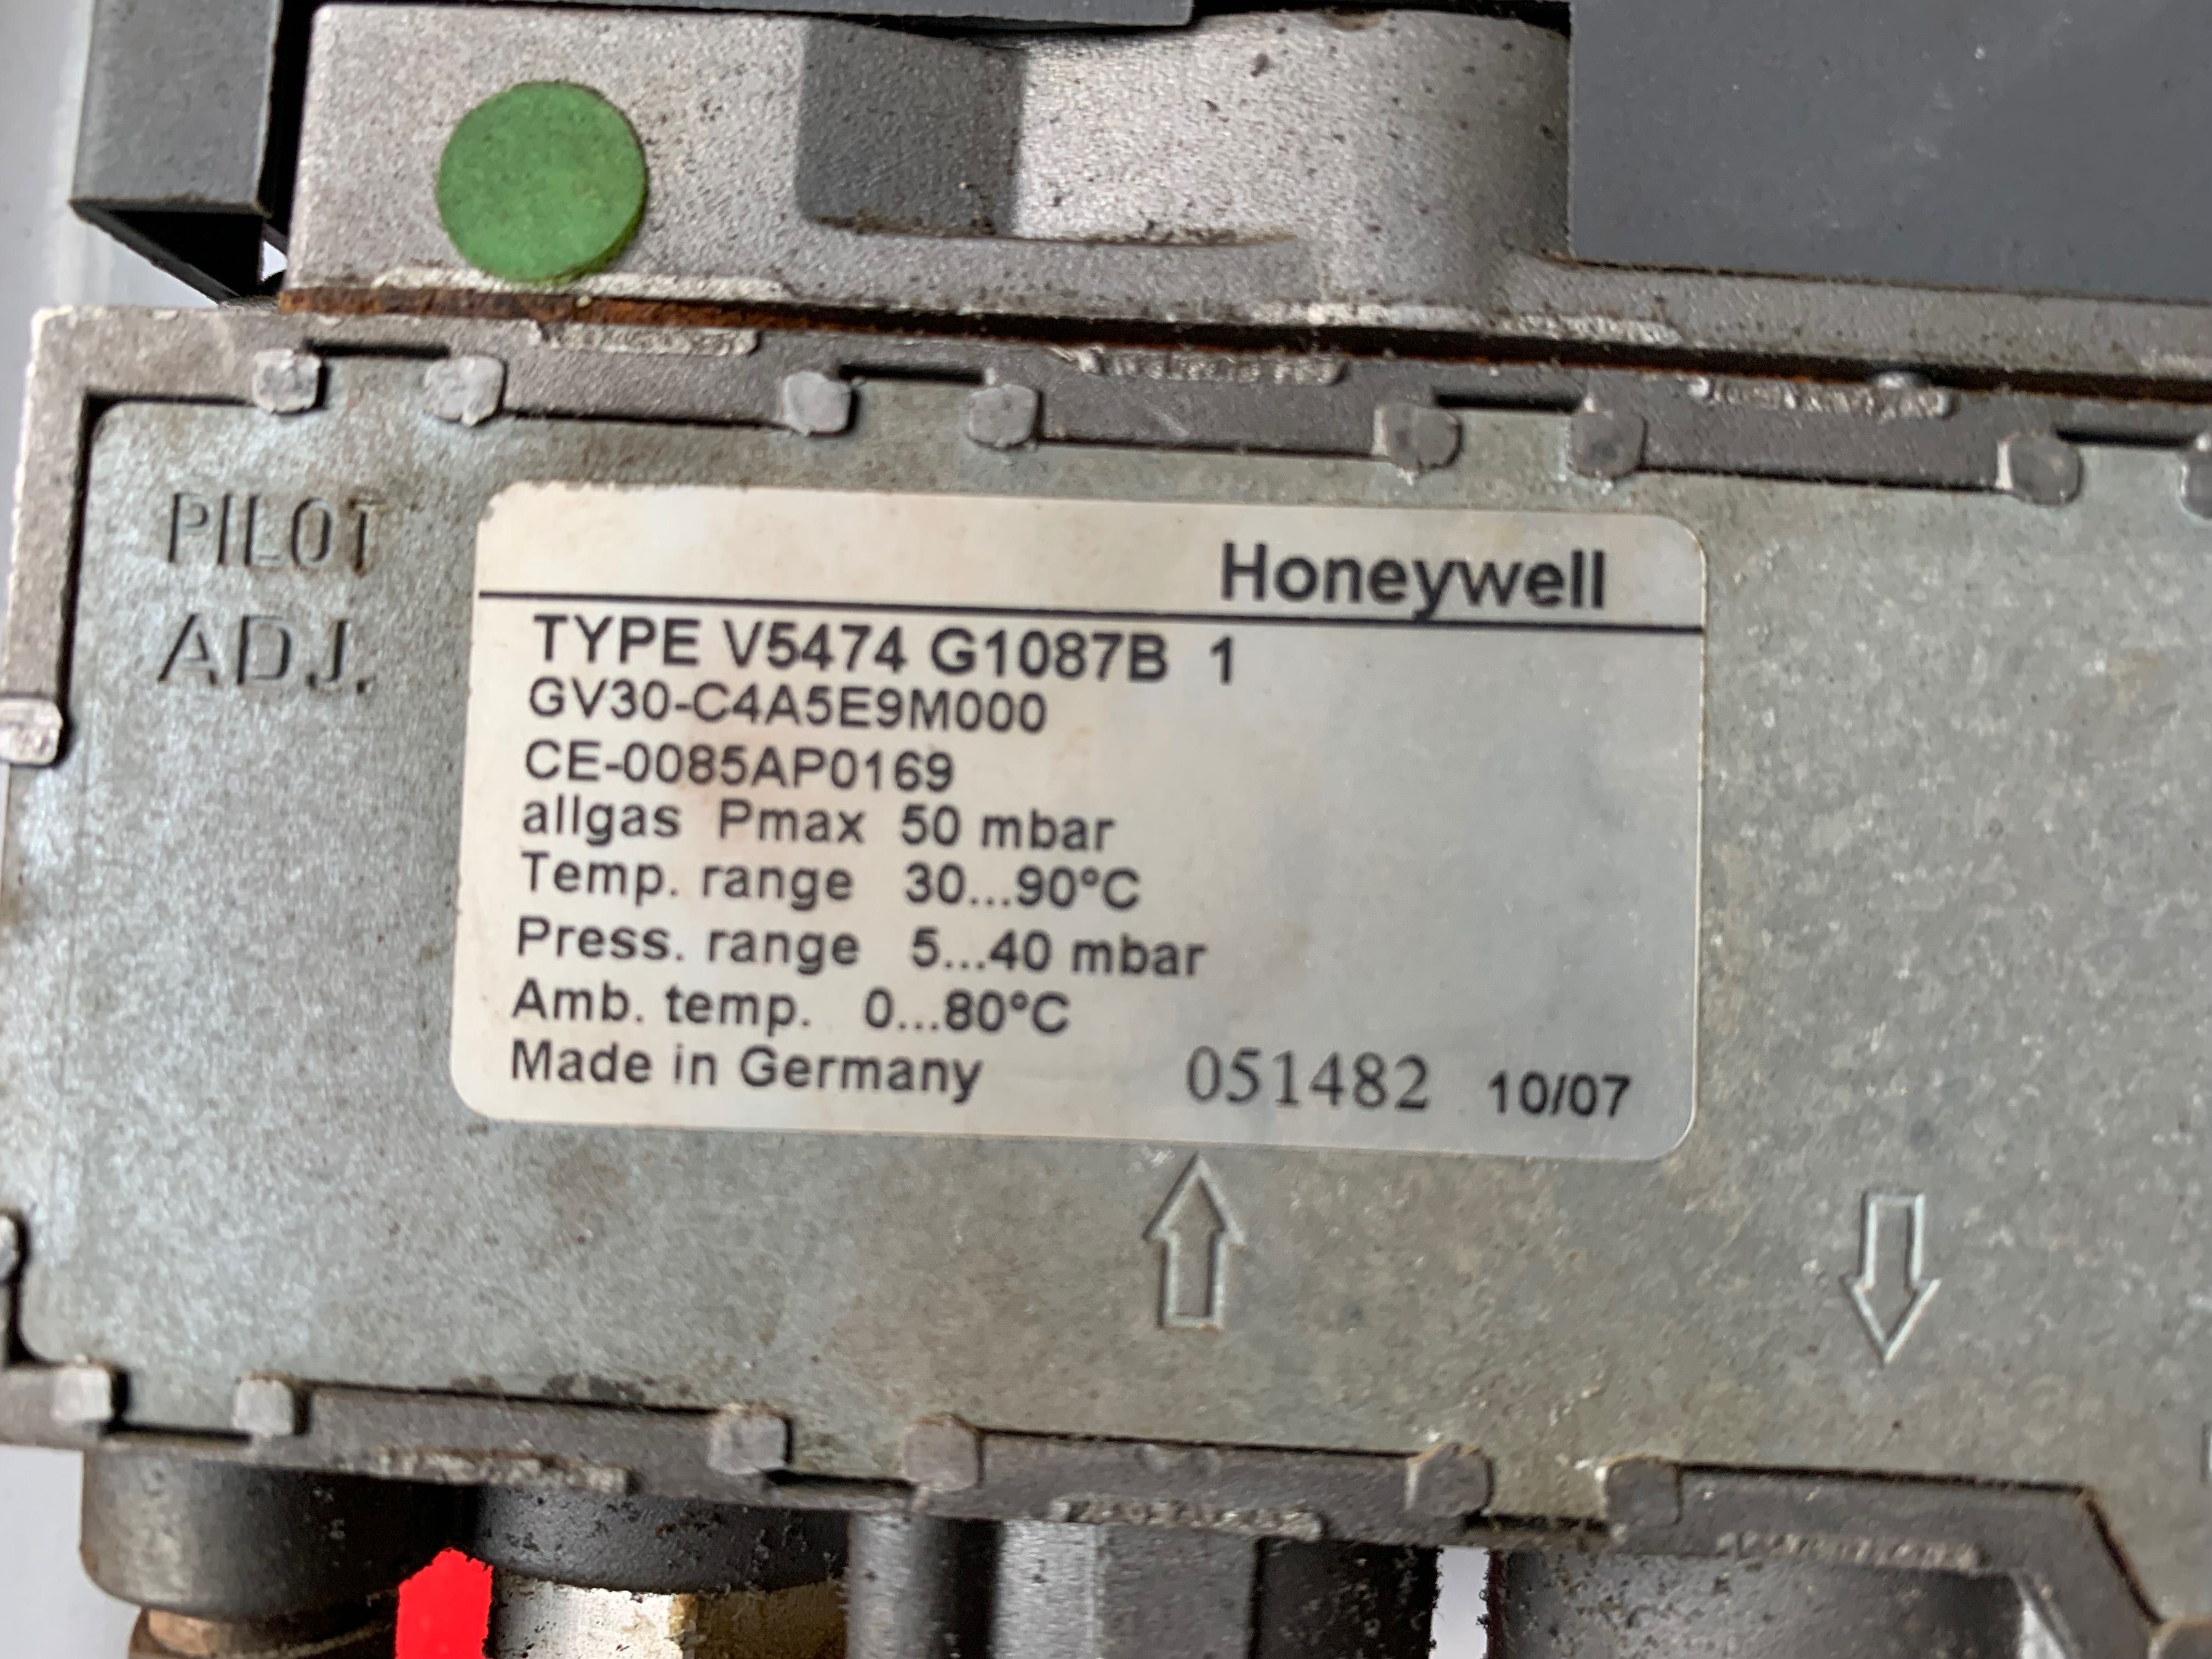 PILOT
ADJ.
Honeywell
TYPE V5474 G1087B 1
GV30-C4A5E9M000
CE-0085AP0169
allgas Pmax 50 mbar
Temp. range 30...90°C
Press. range 5...40 mbar
Amb. temp. 0...80°C
Made in Germany 051482 10/07